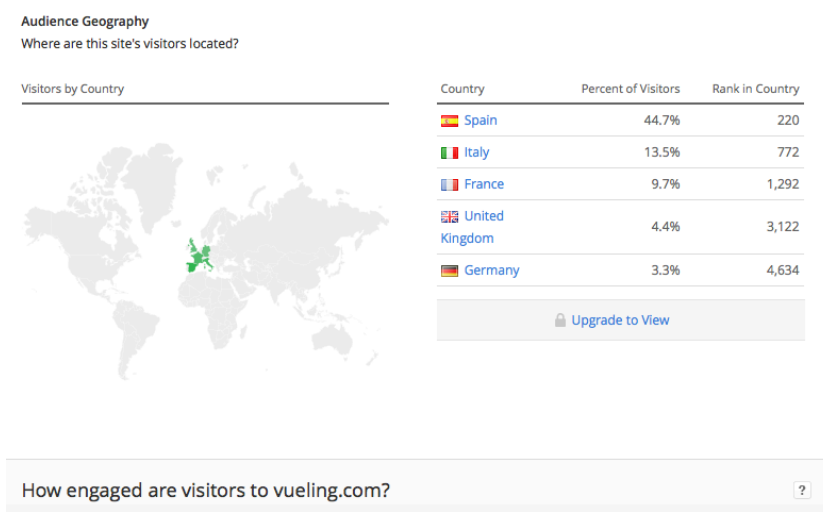 Audience Geography
Where are this site's visitors located?
Visitors by Country
Country Percent of Visitors Rank in Country
Spain 44.7% 220
Italy 13.5% 772
France 9.7% 1,292
United
Kingdom 4.4% 3,122
Germany 3.3% 4,634
Upgrade to View
How engaged are visitors to vueling.com? ?